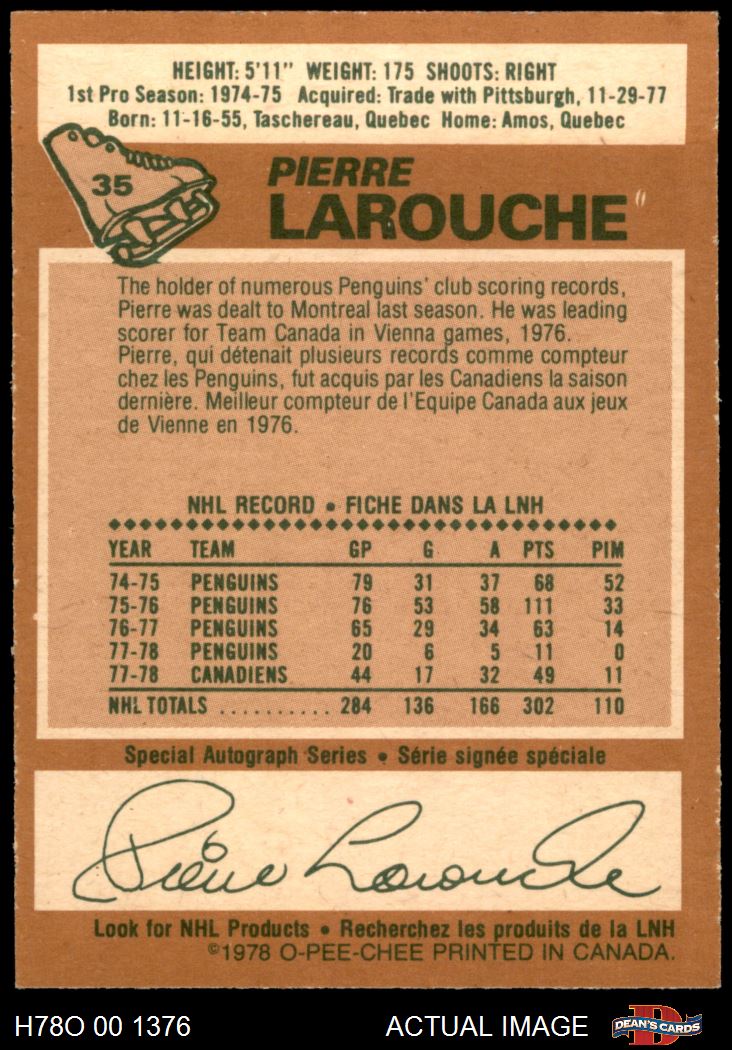 HEIGHT: 5'11" WEIGHT: 175 SHOOTS: RIGHT
1st Pro Season: 1974-75 Acquired: Trade with Pittsburgh, 11-29-77
Born: 11-16-55, Taschereau, Quebec Home: Amos, Quebec
35
PIERRE
LAROUCHE
The holder of numerous Penguins' club scoring records,
Pierre was dealt to Montreal last season. He was leading
scorer for Team Canada in Vienna games, 1976.
Pierre, qui détenait plusieurs records comme compteur
chez les Penguins, fut acquis par les Canadiens la saison
dernière. Meilleur compteur de l'Equipe Canada aux jeux
de Vienne en 1976.
NHL RECORD • FICHE DANS LA LNH
YEAR TEAM GP G A PTS PIM
74-75 PENGUINS 79 31 37 68 52
75-76 PENGUINS 76 53 58 111 33
76-77 PENGUINS 65 29 34 63 14
77-78 PENGUINS 20 6 5 11 0
77-78 CANADIENS 44 17 32 49 11
NHL TOTALS .......... 284 136 166 302 110
Special Autograph Series • Série signée spéciale
Pierre Larouche
Look for NHL Products • Recherchez les produits de la LNH
©1978 O-PEE-CHEE PRINTED IN CANADA.
H78O 00 1376 ACTUAL IMAGE D DEAN'S CARDS